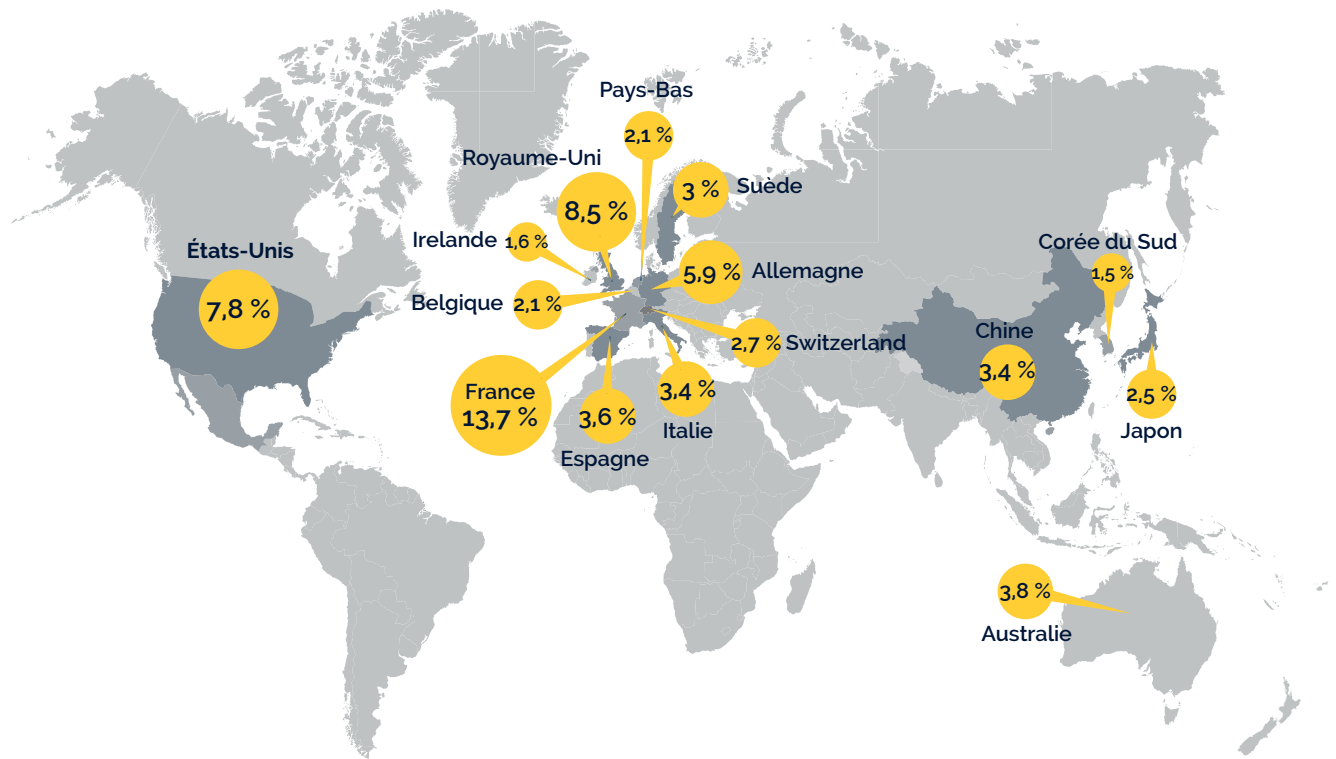 Pays-Bas
2,1 %
Royaume-Uni
8,5 %
3 % Suède
Irelande 1,6 %
États-Unis
7,8 %
5,9 % Allemagne
Belgique 2,1 %
2,7 % Switzerland
France
13,7 %
3,6 %
Espagne
3,4 %
Italie
Corée du Sud
1,5 %
Chine
3,4 %
2,5 %
Japon
3,8 %
Australie